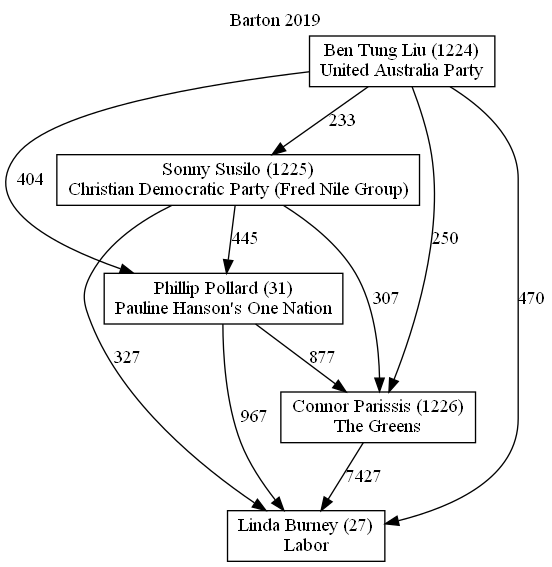 Barton 2019
Ben Tung Liu (1224)
United Australia Party
233
Sonny Susilo (1225)
Christian Democratic Party (Fred Nile Group)
404
445
250
Phillip Pollard (31)
Pauline Hanson's One Nation
307
470
327
877
Connor Parissis (1226)
The Greens
967
7427
Linda Burney (27)
Labor